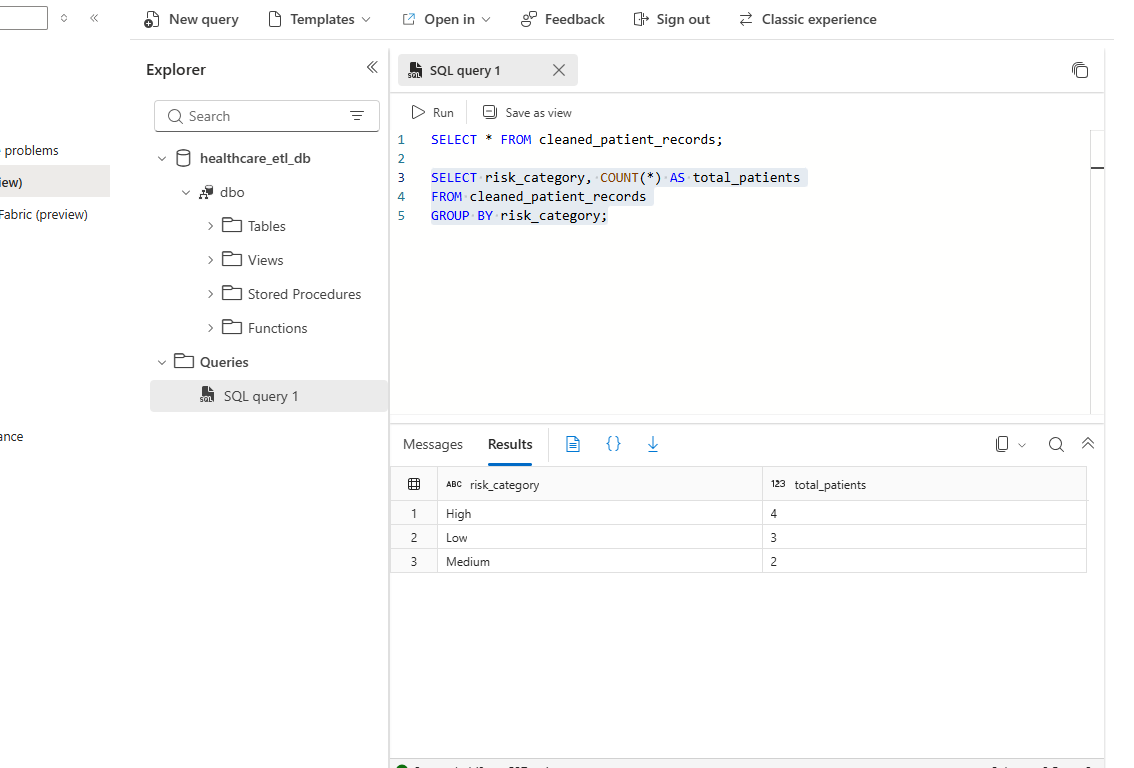 New query Templates Open in Feedback Sign out Classic experience
problems
iew)
Fabric (preview)
ance
Explorer
Search
healthcare_etl_db
dbo
Tables
Views
Stored Procedures
Functions
Queries
SQL query 1
SQL query 1
Run Save as view
1 SELECT * FROM cleaned_patient_records;
2
3 SELECT risk_category, COUNT(*) AS total_patients
4 FROM cleaned_patient_records
5 GROUP BY risk_category;
Messages Results
ABC risk_category 123 total_patients
1 High 4
2 Low 3
3 Medium 2